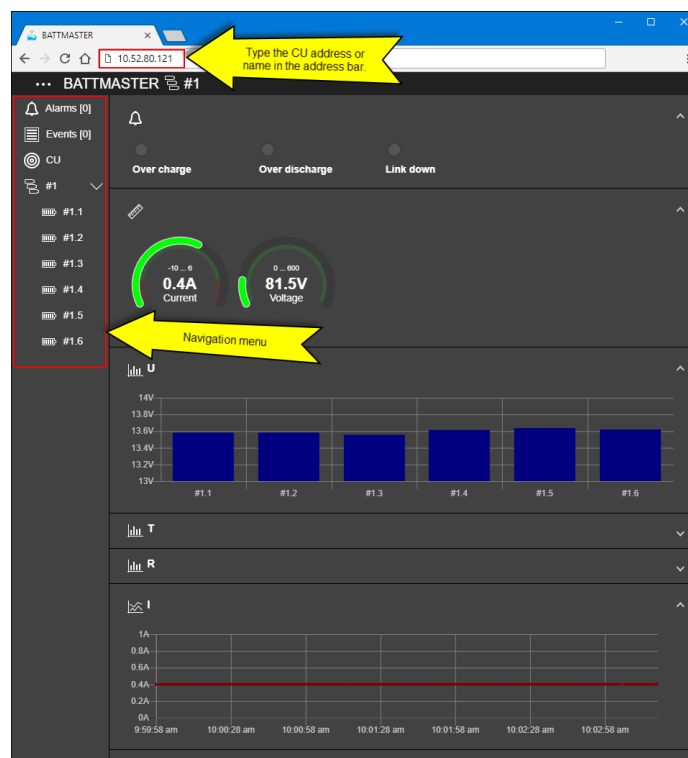 BATTMASTER
10.52.80.121
Type the CU address or
name in the address bar.
BATTMASTER #1
Alarms [0]
Events [0]
CU
#1
#1.1
#1.2
#1.3
#1.4
#1.5
#1.6
Navigation menu
Over charge Over discharge Link down
-10 ... 6
0.4A
Current
0 ... 600
81.5V
Voltage
U
14V
13.8V
13.6V
13.4V
13.2V
13V
#1.1 #1.2 #1.3 #1.4 #1.5 #1.6
T
R
I
1A
0.8A
0.6A
0.4A
0.2A
0A
9:59:58 am 10:00:28 am 10:00:58 am 10:01:28 am 10:01:58 am 10:02:28 am 10:02:58 am